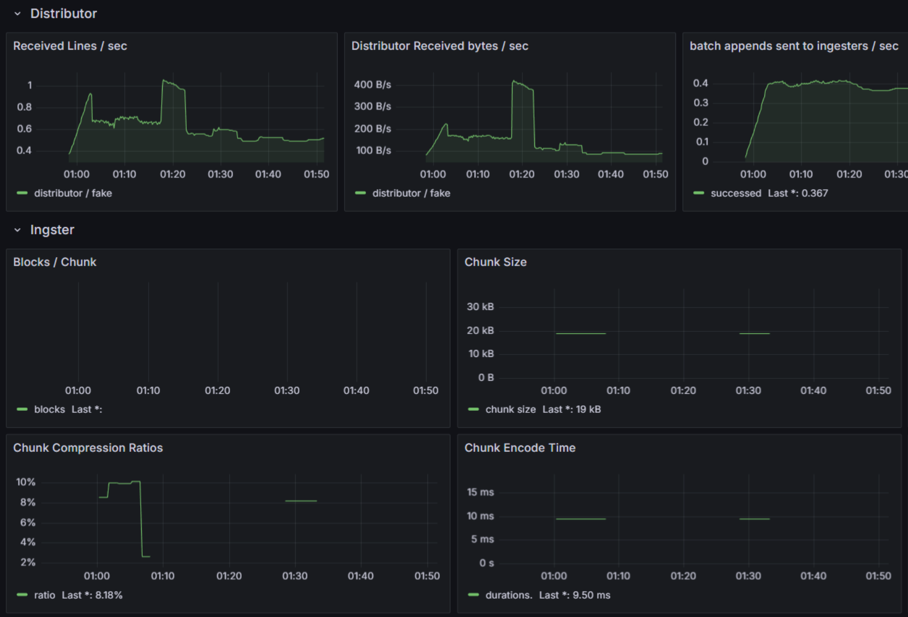 Distributor
Received Lines / sec
1
0.8
0.6
0.4
01:00 01:10 01:20 01:30 01:40 01:50
distributor / fake
Distributor Received bytes / sec
400 B/s
300 B/s
200 B/s
100 B/s
01:00 01:10 01:20 01:30 01:40 01:50
distributor / fake
batch appends sent to ingesters / sec
0.4
0.3
0.2
0.1
0
01:00 01:10 01:20 01:30
successed Last *: 0.367
Ingster
Blocks / Chunk
01:00 01:10 01:20 01:30 01:40 01:50
blocks Last *:
Chunk Size
30 kB
20 kB
10 kB
0 B
01:00 01:10 01:20 01:30 01:40 01:50
chunk size Last *: 19 kB
Chunk Compression Ratios
10%
8%
6%
4%
2%
01:00 01:10 01:20 01:30 01:40 01:50
ratio Last *: 8.18%
Chunk Encode Time
15 ms
10 ms
5 ms
0 s
01:00 01:10 01:20 01:30 01:40 01:50
durations. Last *: 9.50 ms